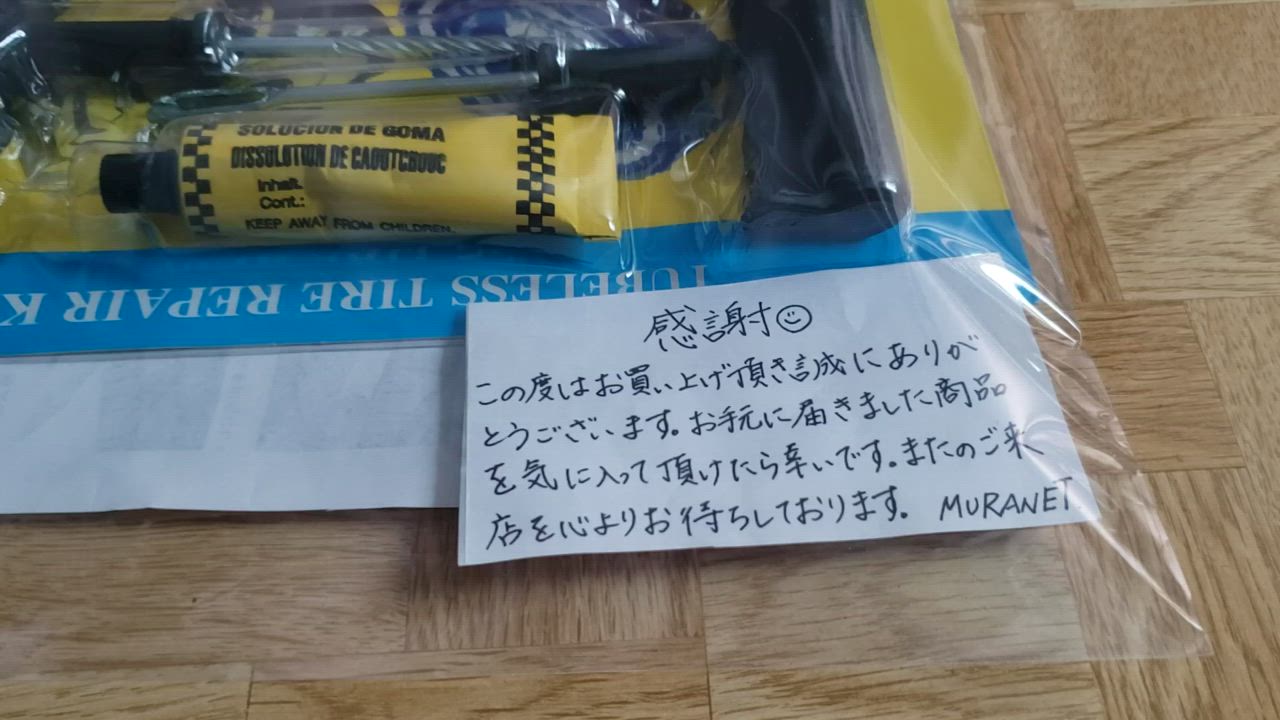 SOLUCION DE GOMA
DISSOLUTION DE CAOUTCHOUC
Inhalt.
Cont.:
KEEP AWAY FROM CHILDREN.
TUBELESS TIRE REPAIR K
感謝☺
この度はお買い上げ頂き誠にありが
とうございます。お手元に届きました商品
を気に入って頂けたら幸いです。またのご来
店を心よりお待ちしております。 MURANET.